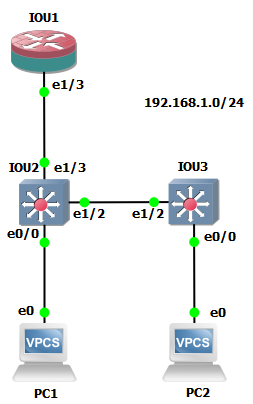 IOU1
e1/3
192.168.1.0/24
IOU2
e1/3
IOU3
e1/2
e1/2
e0/0
e0/0
e0
e0
VPCS
VPCS
PC1
PC2